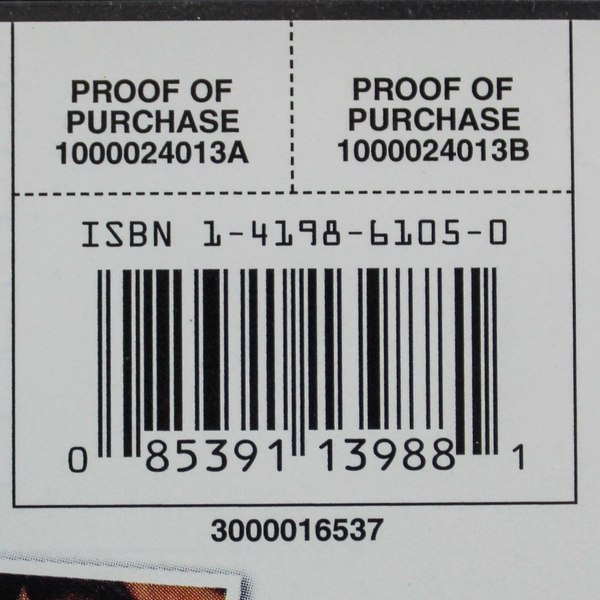 PROOF OF
PURCHASE
1000024013A
PROOF OF
PURCHASE
1000024013B
ISBN 1-4198-6105-0
0 85391 13988 1
3000016537